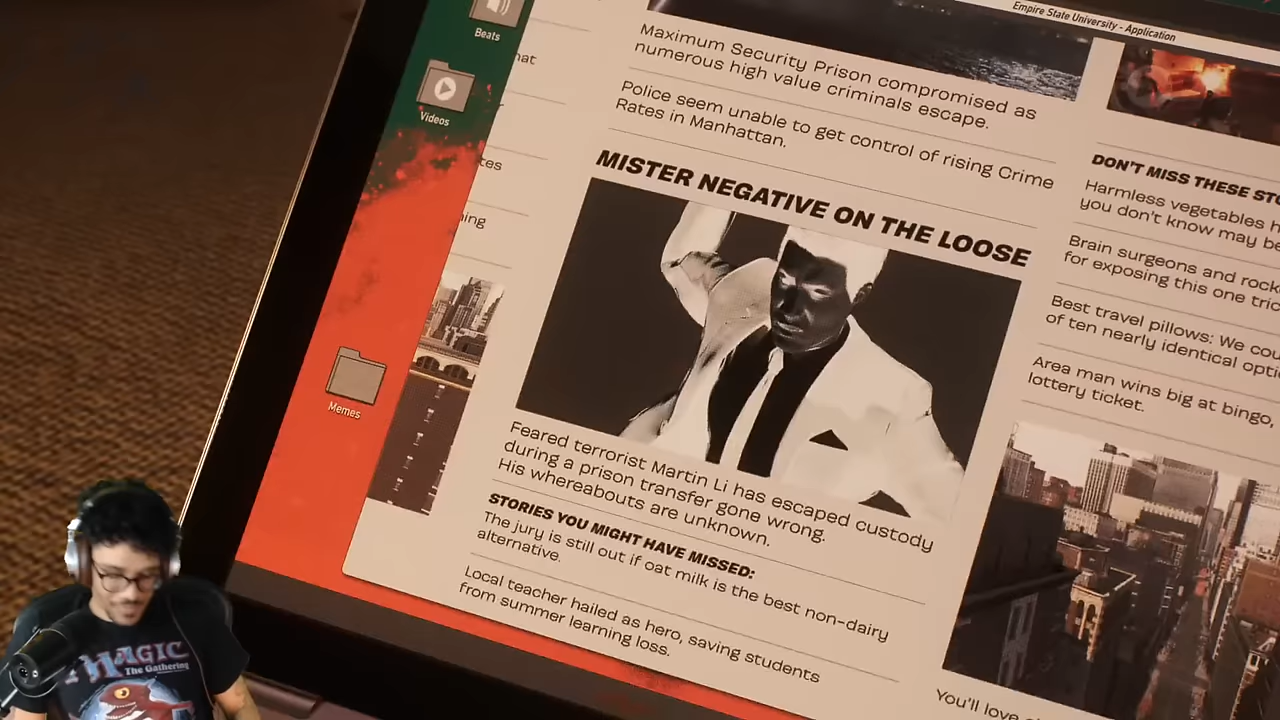 Empire State University - Application
Beats
Videos
Memes
Maximum Security Prison compromised as
numerous high value criminals escape.
Police seem unable to get control of rising Crime
Rates in Manhattan.
MISTER NEGATIVE ON THE LOOSE
Feared terrorist Martin Li has escaped custody
during a prison transfer gone wrong.
His whereabouts are unknown.
STORIES YOU MIGHT HAVE MISSED:
The jury is still out if oat milk is the best non-dairy
alternative.
Local teacher hailed as hero, saving students
from summer learning loss.
DON'T MISS THESE
Harmless vegetables
you don't know may
Brain surgeons and
for exposing this one
Best travel pillows: We
of ten nearly identical
Area man wins big at bingo,
lottery ticket.
You'll love
MAGIC
The Gathering